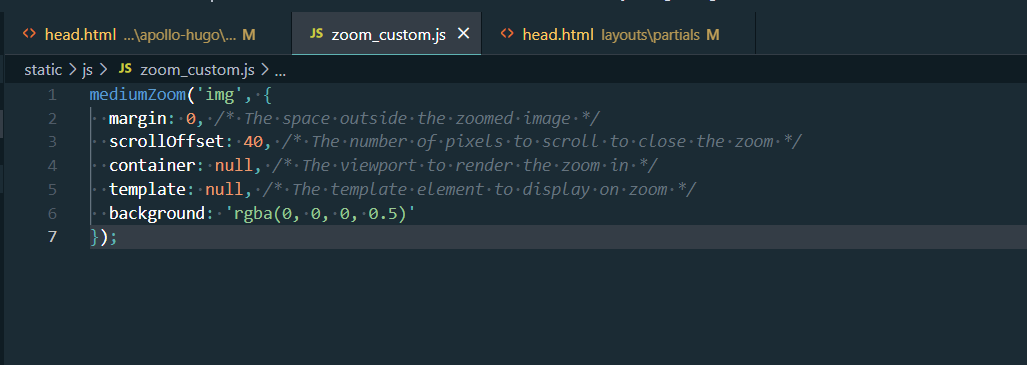 head.html ...\apollo-hugo\... M JS zoom_custom.js × head.html layouts\partials M
static > js > JS zoom_custom.js > ...
1 mediumZoom('img', {
2 margin: 0, /* The space outside the zoomed image */
3 scrollOffset: 40, /* The number of pixels to scroll to close the zoom */
4 container: null, /* The viewport to render the zoom in */
5 template: null, /* The template element to display on zoom */
6 background: 'rgba(0, 0, 0, 0.5)'
7 });